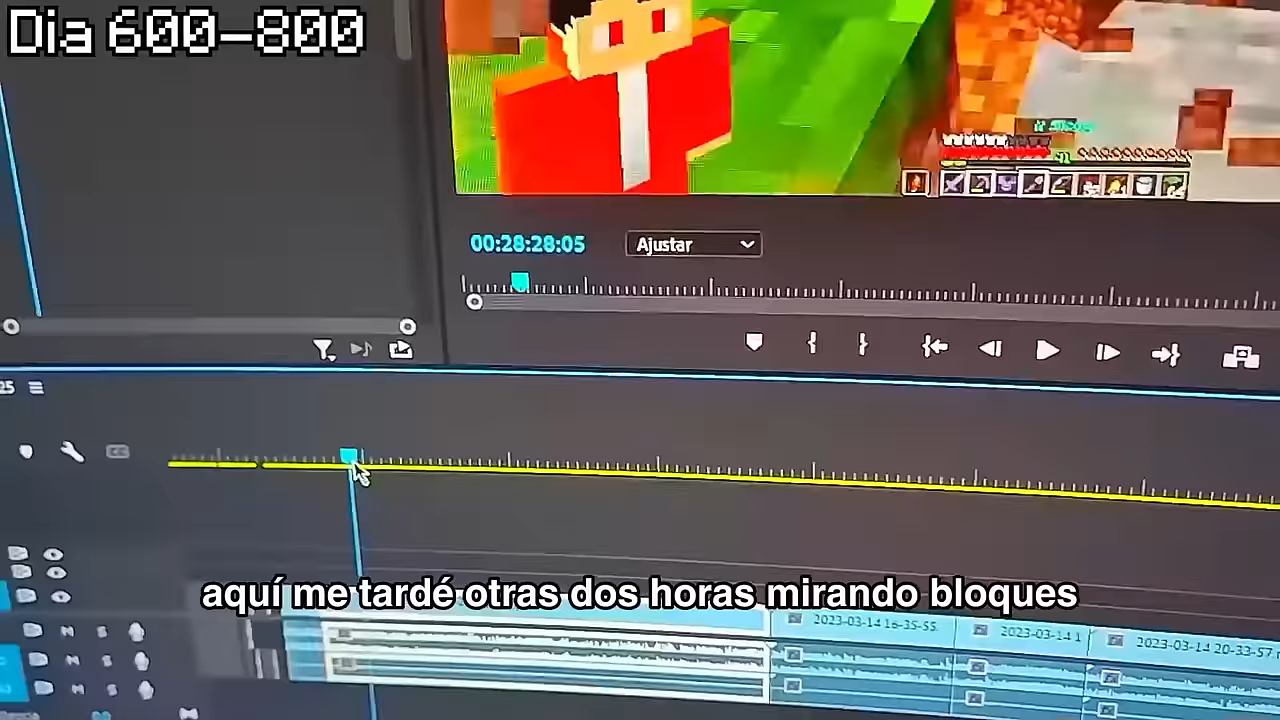 Dia 600-800
00:28:28:05
Ajustar
25
aquí me tardé otras dos horas mirando bloques
2023-03-14 16-35-55.
2023-03-14 1
2023-03-14 20-33-57
M S
M S
M S